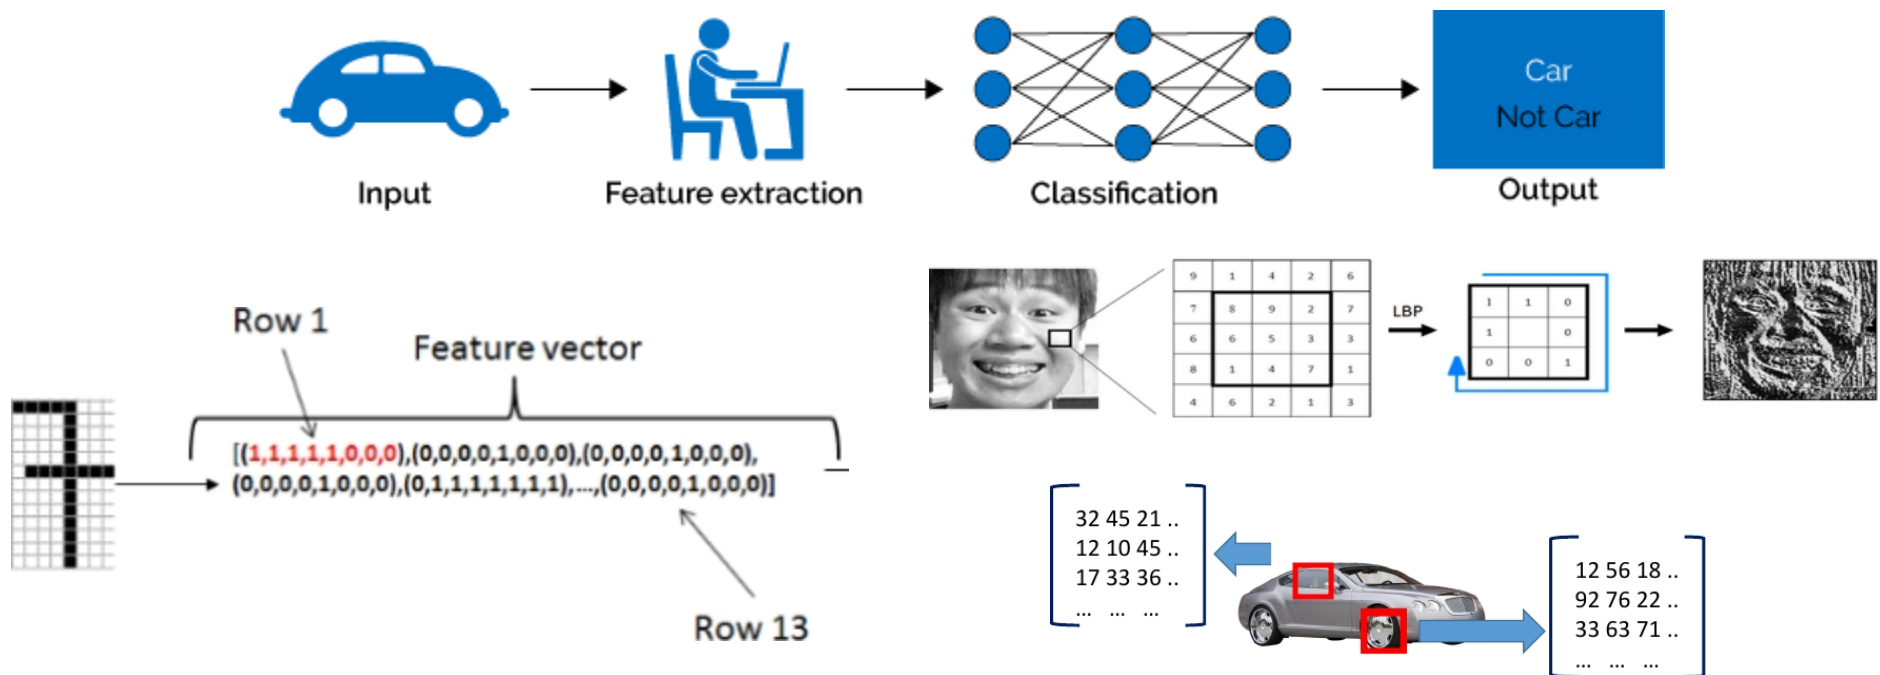 Car
Not Car
Input
Feature extraction
Classification
Output
Row 1
Feature vector
[(1,1,1,1,1,0,0,0),(0,0,0,0,1,0,0,0),(0,0,0,0,1,0,0,0),
(0,0,0,0,1,0,0,0),(0,1,1,1,1,1,1,1),...,(0,0,0,0,1,0,0,0)]
Row 13
9 1 4 2 6
7 8 9 2 7
6 6 5 3 3
8 1 4 7 1
4 6 2 1 3
LBP
1 1 0
1 0
0 0 1
32 45 21 ..
12 10 45 ..
17 33 36 ..
... ... ...
12 56 18 ..
92 76 22 ..
33 63 71 ..
... ... ...